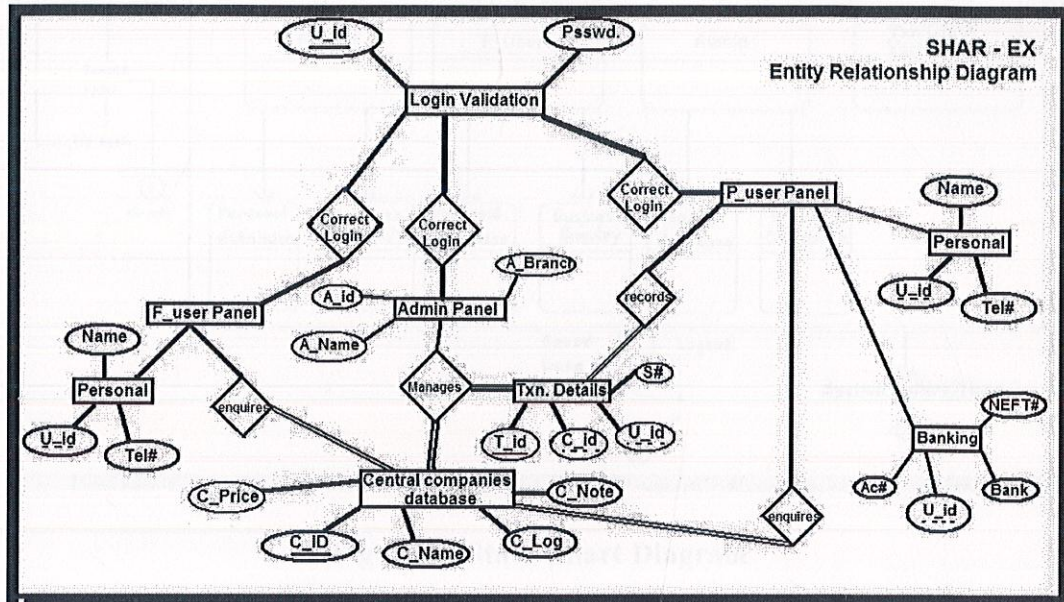 U_id
Psswd.
SHAR - EX
Entity Relationship Diagram
Login Validation
Correct
Login
Correct
Login
Correct
Login
P_user Panel
Name
Personal
U_id
Tel#
A_Branch
A_id
Admin Panel
A_Name
records
F_user Panel
Name
Personal
U_id
Tel#
enquires
Manages
Txn. Details
S#
T_id
C_id
U_id
NEFT#
Banking
Ac#
Bank
U_id
Central companies
database.
C_Price
C_Note
C_ID
C_Name
C_Log
enquires